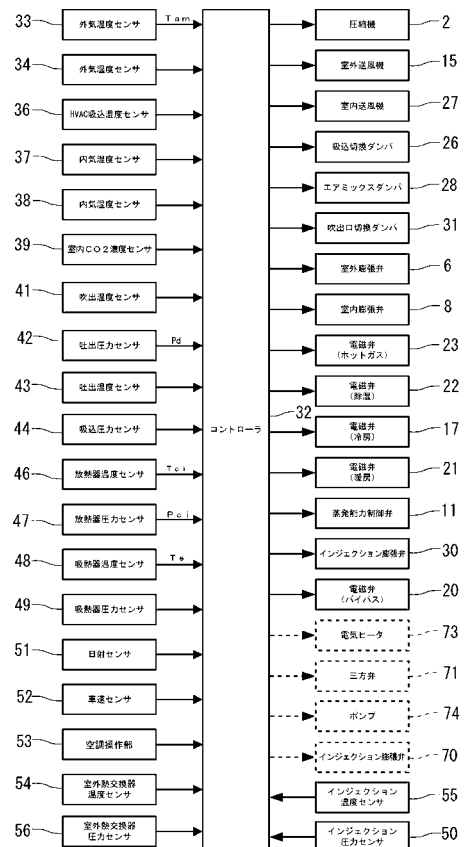 33 外気温度センサ Tam
34 外気温度センサ
36 HVAC吸込温度センサ
37 内気温度センサ
38 内気温度センサ
39 室内CO2濃度センサ
41 吹出温度センサ
42 吐出圧力センサ Pd
43 吐出温度センサ
44 吸込圧力センサ
46 放熱器温度センサ Tci
47 放熱器圧力センサ Pci
48 吸熱器温度センサ Te
49 吸熱器圧力センサ
51 日射センサ
52 車速センサ
53 空調操作部
54 室外熱交換器
温度センサ
56 室外熱交換器
圧力センサ
コントローラ 32
圧縮機 2
室外送風機 15
室内送風機 27
吸込切換ダンパ 26
エアミックスダンパ 28
吹出口切換ダンパ 31
室外膨張弁 6
室内膨張弁 8
電磁弁 23
(ホットガス)
電磁弁 22
(除湿)
電磁弁 17
(冷房)
電磁弁 21
(暖房)
蒸発能力制御弁 11
インジェクション膨張弁 30
電磁弁 20
(バイパス)
電気ヒータ 73
三方弁 71
ポンプ 74
インジェクション膨張弁 70
インジェクション 55
温度センサ
インジェクション 50
圧力センサ